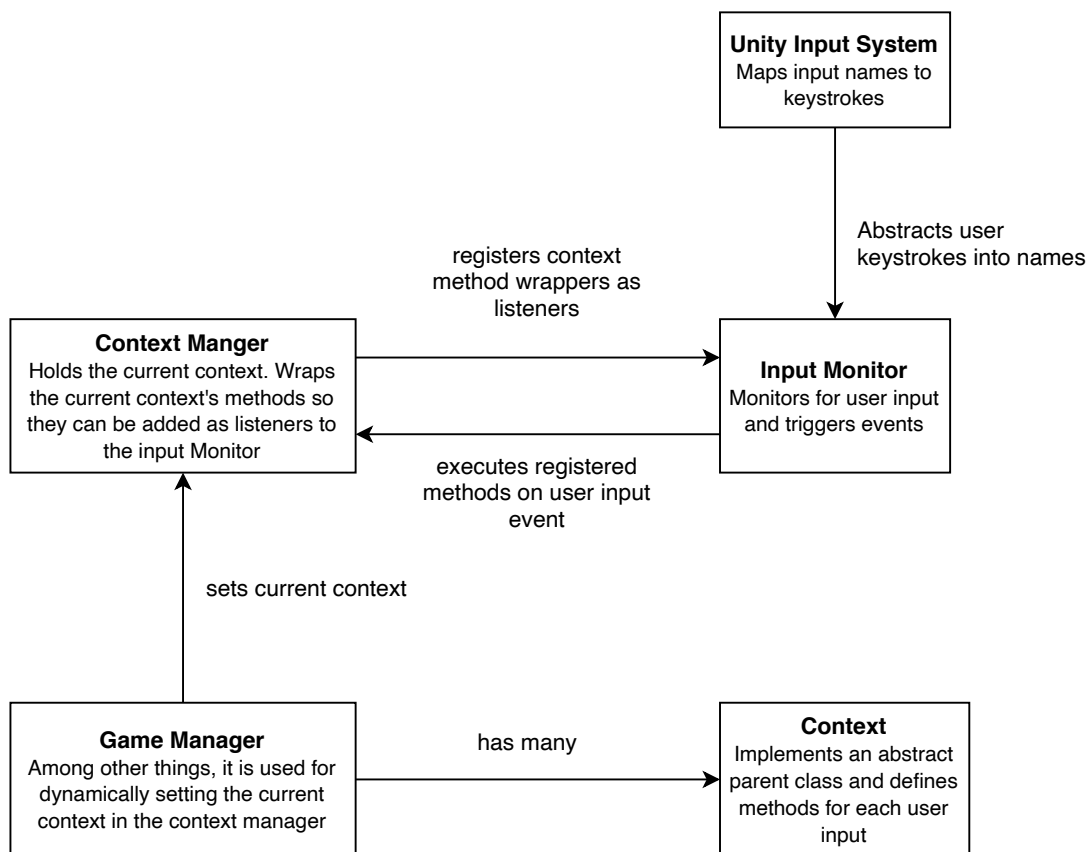 Unity Input System
Maps input names to
keystrokes
Abstracts user
keystrokes into names
registers context
method wrappers as
listeners
Context Manger
Holds the current context. Wraps
the current context's methods so
they can be added as listeners to
the input Monitor
Input Monitor
Monitors for user input
and triggers events
executes registered
methods on user input
event
sets current context
Game Manager
Among other things, it is used for
dynamically setting the current
context in the context manager
has many
Context
Implements an abstract
parent class and defines
methods for each user
input